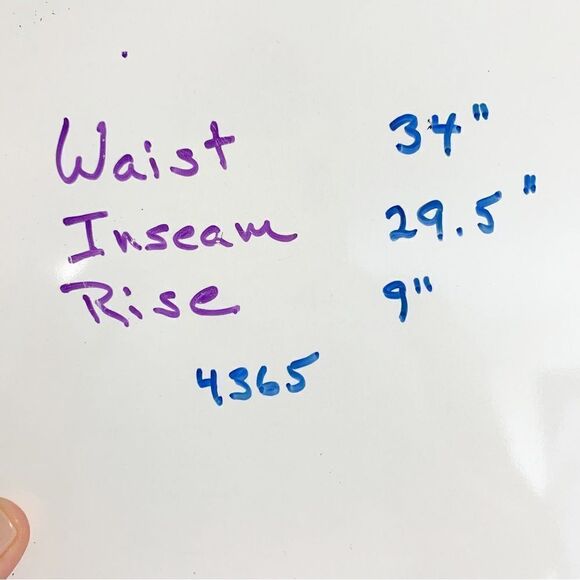 Waist 34"
Inseam 29.5"
Rise 9"
4365